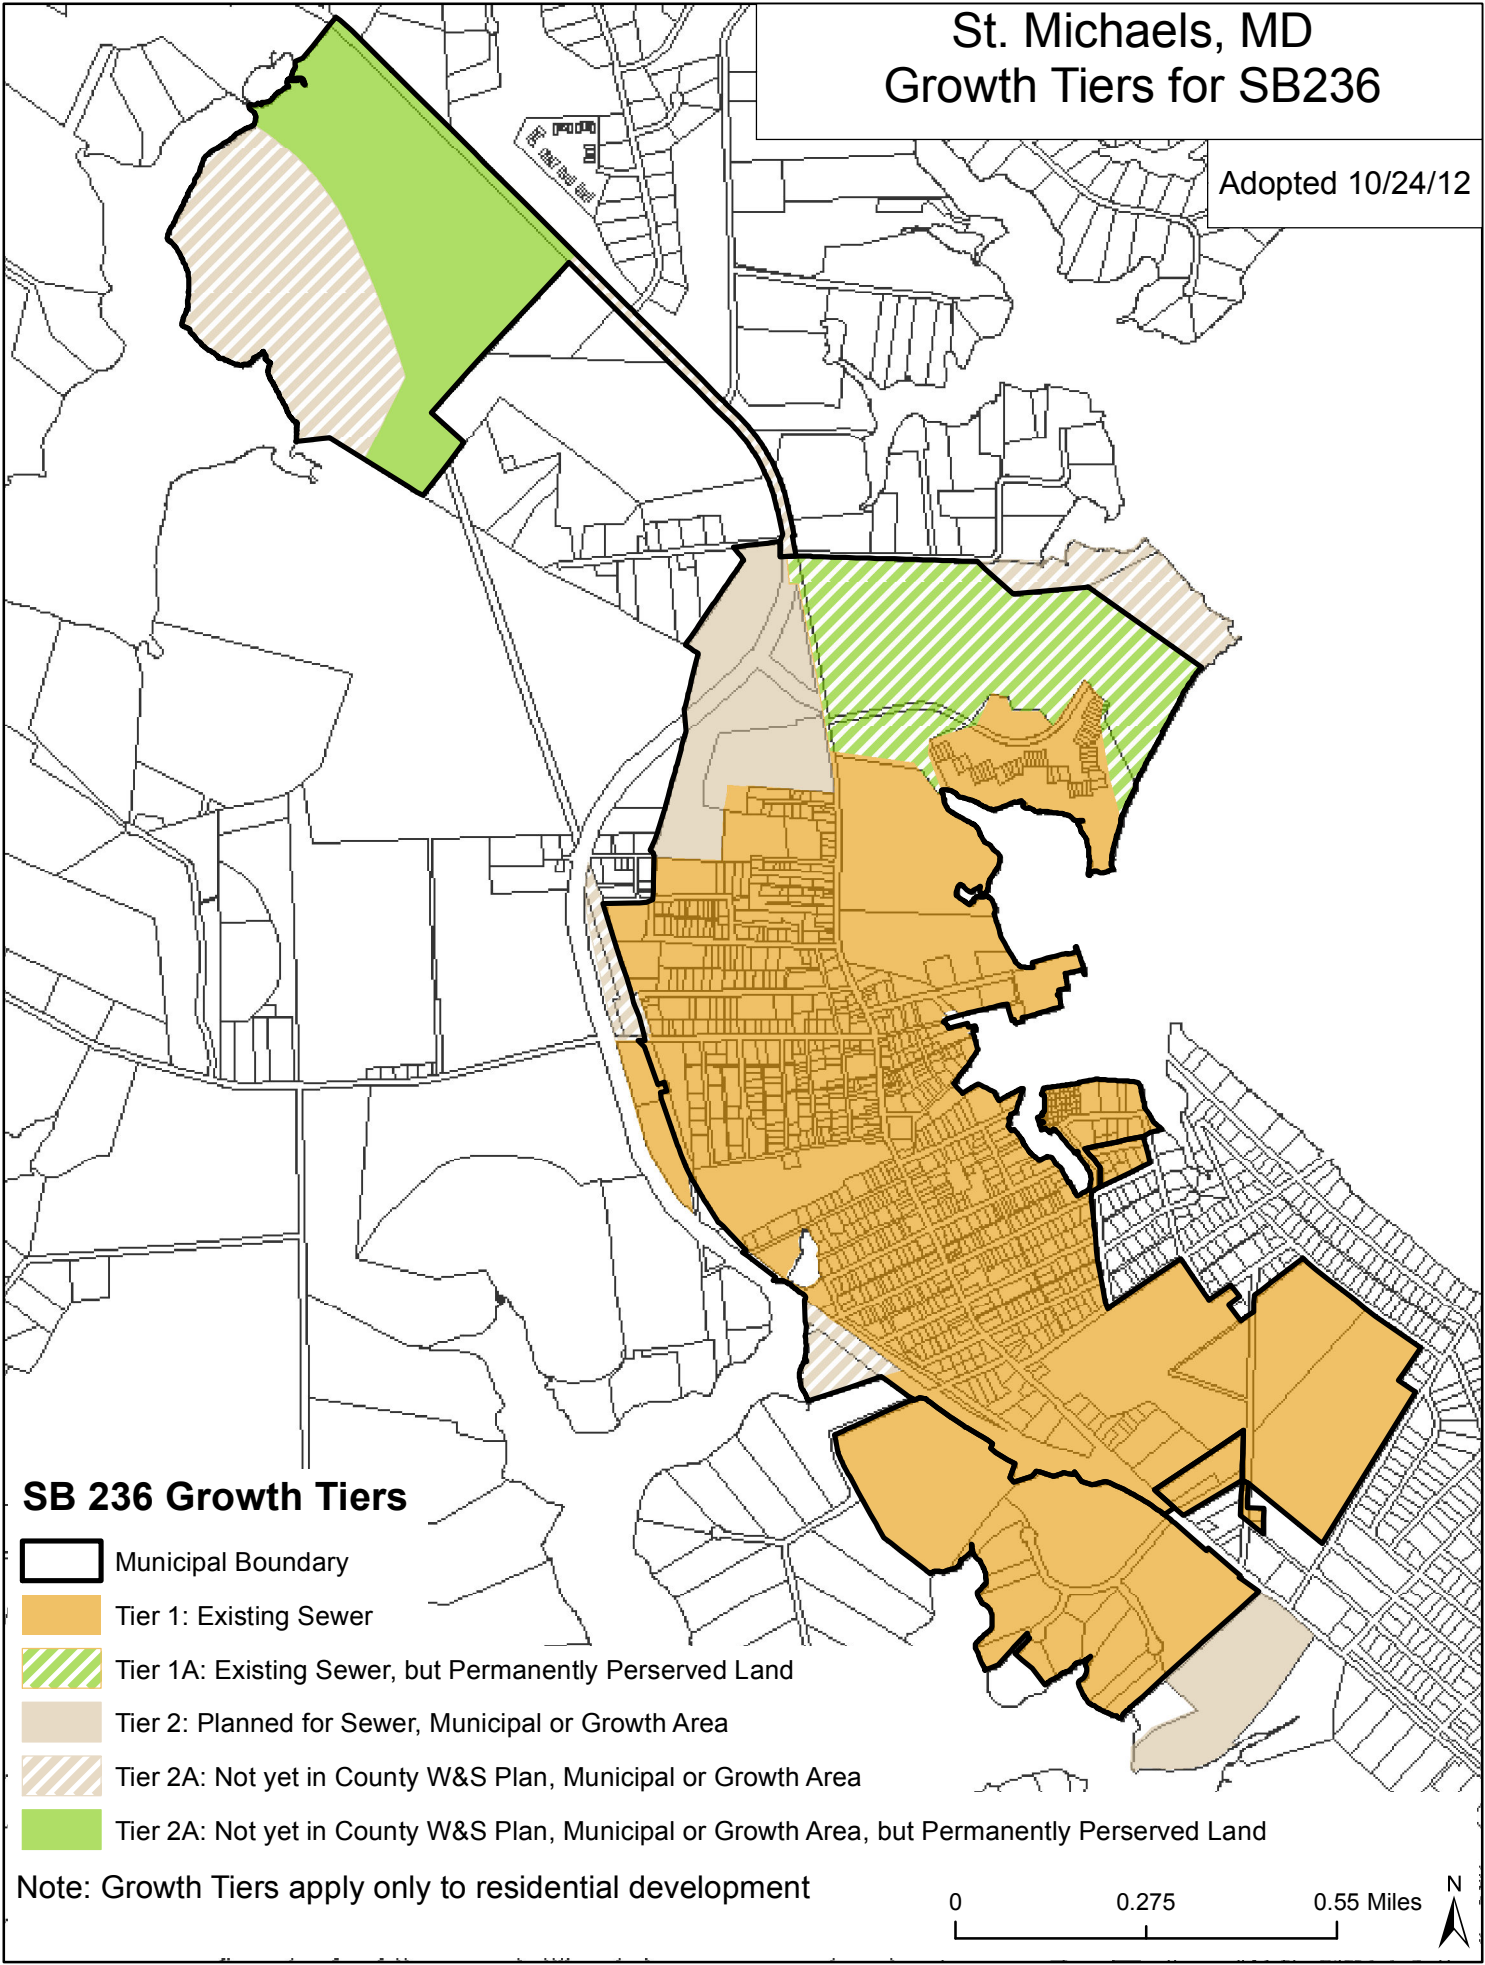 St. Michaels, MD
Growth Tiers for SB236
Adopted 10/24/12
SB 236 Growth Tiers
Municipal Boundary
Tier 1: Existing Sewer
Tier 1A: Existing Sewer, but Permanently Perserved Land
Tier 2: Planned for Sewer, Municipal or Growth Area
Tier 2A: Not yet in County W&S Plan, Municipal or Growth Area
Tier 2A: Not yet in County W&S Plan, Municipal or Growth Area, but Permanently Perserved Land
Note: Growth Tiers apply only to residential development
0 0.275 0.55 Miles
N